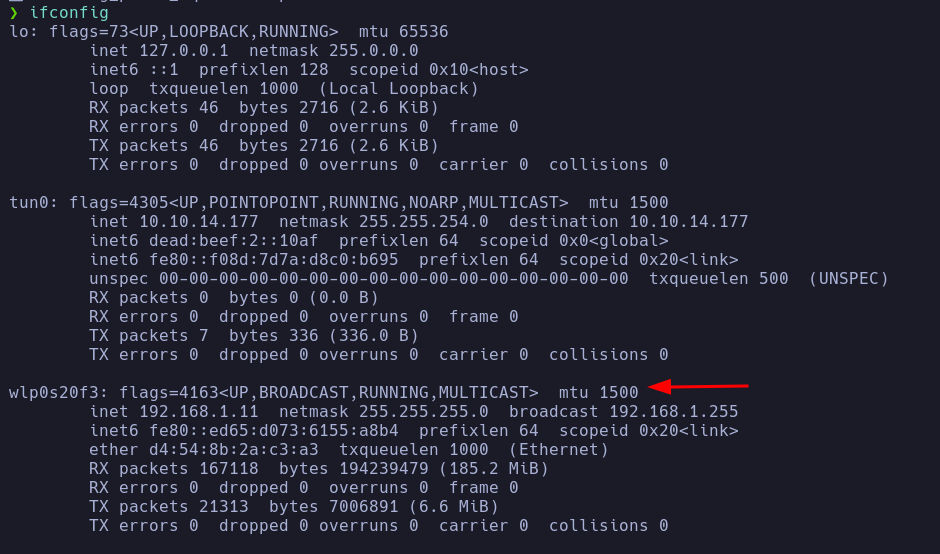 ❯ ifconfig
lo: flags=73<UP,LOOPBACK,RUNNING>  mtu 65536
        inet 127.0.0.1  netmask 255.0.0.0
        inet6 ::1  prefixlen 128  scopeid 0x10<host>
        loop  txqueuelen 1000  (Local Loopback)
        RX packets 46  bytes 2716 (2.6 KiB)
        RX errors 0  dropped 0  overruns 0  frame 0
        TX packets 46  bytes 2716 (2.6 KiB)
        TX errors 0  dropped 0 overruns 0  carrier 0  collisions 0

tun0: flags=4305<UP,POINTOPOINT,RUNNING,NOARP,MULTICAST>  mtu 1500
        inet 10.10.14.177  netmask 255.255.254.0  destination 10.10.14.177
        inet6 dead:beef:2::10af  prefixlen 64  scopeid 0x0<global>
        inet6 fe80::f08d:7d7a:d8c0:b695  prefixlen 64  scopeid 0x20<link>
        unspec 00-00-00-00-00-00-00-00-00-00-00-00-00-00-00-00  txqueuelen 500  (UNSPEC)
        RX packets 0  bytes 0 (0.0 B)
        RX errors 0  dropped 0  overruns 0  frame 0
        TX packets 7  bytes 336 (336.0 B)
        TX errors 0  dropped 0 overruns 0  carrier 0  collisions 0

wlp0s20f3: flags=4163<UP,BROADCAST,RUNNING,MULTICAST>  mtu 1500
        inet 192.168.1.11  netmask 255.255.255.0  broadcast 192.168.1.255
        inet6 fe80::ed65:d073:6155:a8b4  prefixlen 64  scopeid 0x20<link>
        ether d4:54:8b:2a:c3:a3  txqueuelen 1000  (Ethernet)
        RX packets 167118  bytes 194239479 (185.2 MiB)
        RX errors 0  dropped 0  overruns 0  frame 0
        TX packets 21313  bytes 7006891 (6.6 MiB)
        TX errors 0  dropped 0 overruns 0  carrier 0  collisions 0